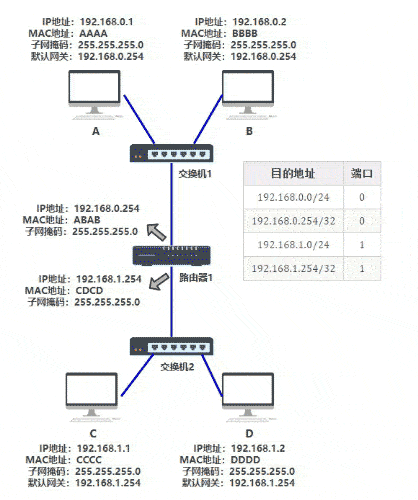 IP地址：192.168.0.1
MAC地址：AAAA
子网掩码：255.255.255.0
默认网关：192.168.0.254
IP地址：192.168.0.2
MAC地址：BBBB
子网掩码：255.255.255.0
默认网关：192.168.0.254
A
B
交换机1
IP地址：192.168.0.254
MAC地址：ABAB
子网掩码：255.255.255.0
路由器1
IP地址：192.168.1.254
MAC地址：CDCD
子网掩码：255.255.255.0
目的地址 端口
192.168.0.0/24 0
192.168.0.254/32 0
192.168.1.0/24 1
192.168.1.254/32 1
交换机2
C
D
IP地址：192.168.1.1
MAC地址：CCCC
子网掩码：255.255.255.0
默认网关：192.168.1.254
IP地址：192.168.1.2
MAC地址：DDDD
子网掩码：255.255.255.0
默认网关：192.168.1.254